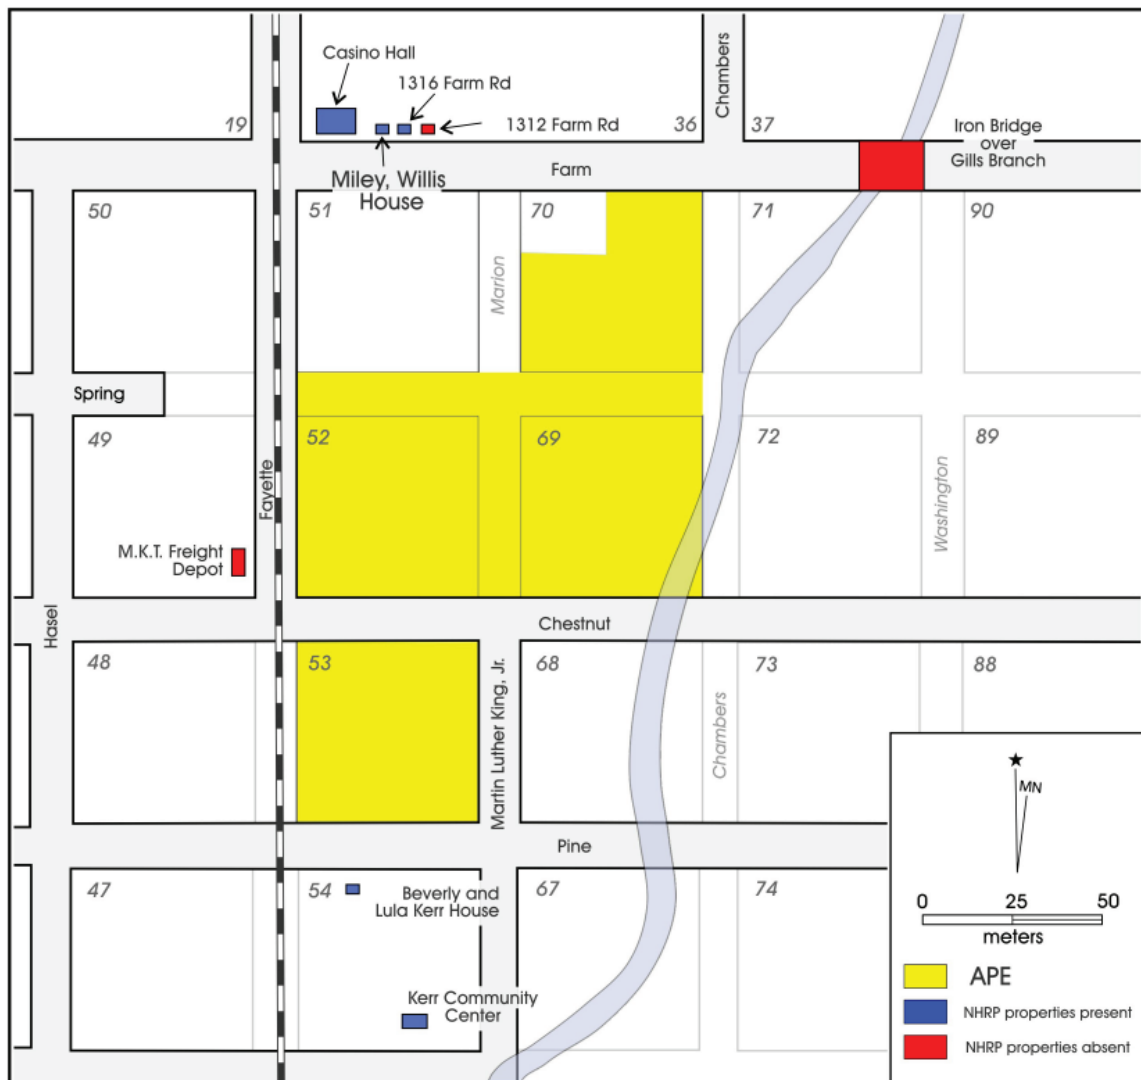 Casino Hall
1316 Farm Rd
Chambers
19
1312 Farm Rd
36
37
Iron Bridge
over
Gills Branch
Farm
Miley, Willis
House
50
51
70
71
90
Marion
Spring
49
52
69
72
89
Fayette
Washington
M.K.T. Freight
Depot
Hasel
Chestnut
48
53
68
73
88
Martin Luther King, Jr.
Chambers
MN
Pine
47
54
Beverly and
Lula Kerr House
67
74
0 25 50
meters
APE
Kerr Community
Center
NHRP properties present
NHRP properties absent